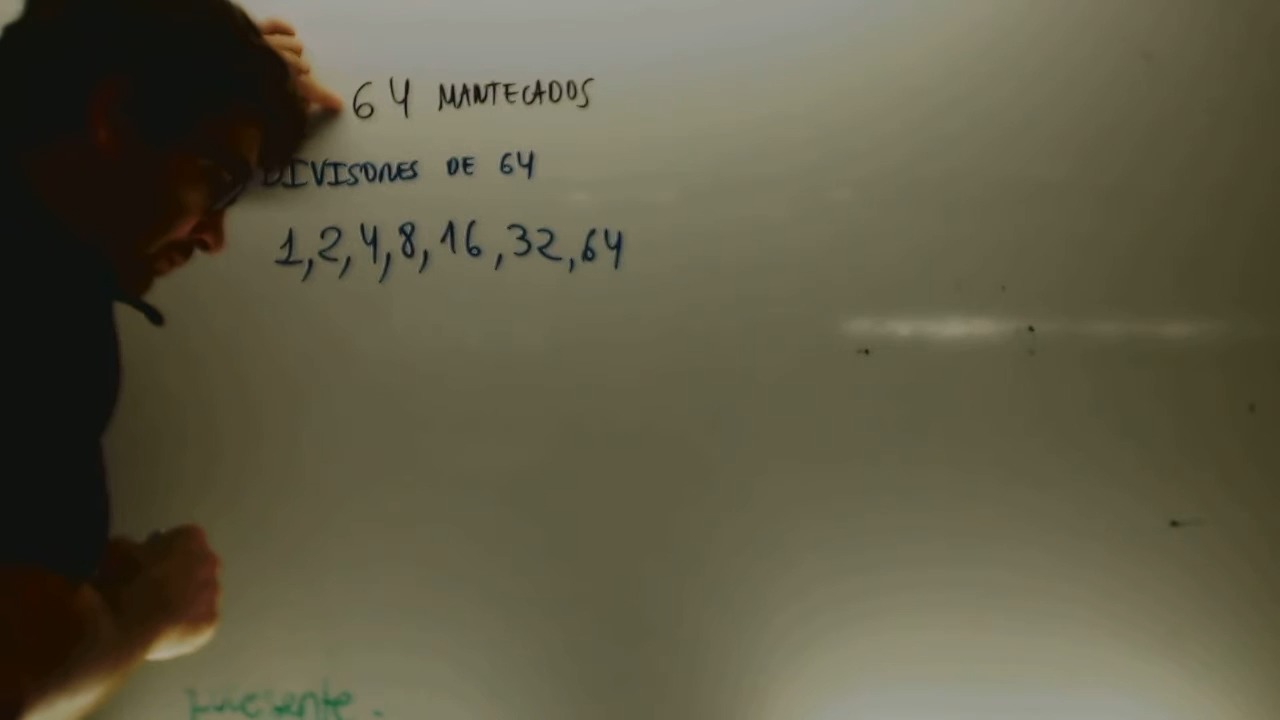 64 MANTECADOS
DIVISORES DE 64
1, 2, 4, 8, 16, 32, 64